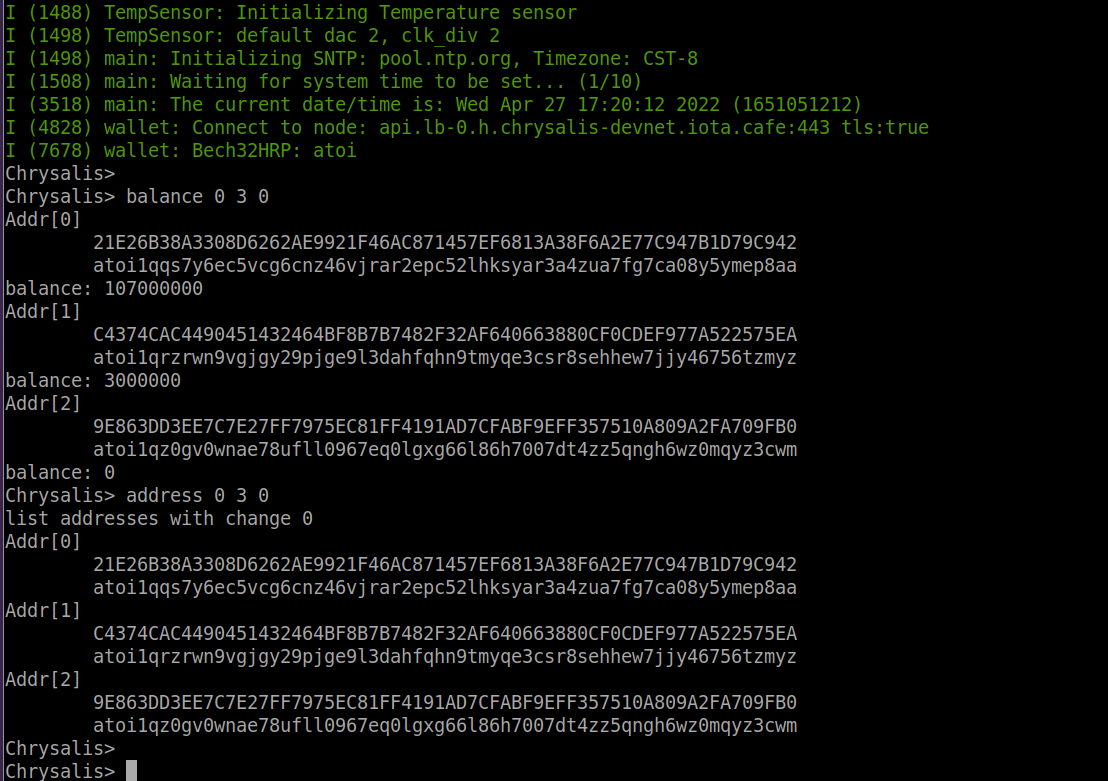 I (1488) TempSensor: Initializing Temperature sensor
I (1498) TempSensor: default dac 2, clk_div 2
I (1498) main: Initializing SNTP: pool.ntp.org, Timezone: CST-8
I (1508) main: Waiting for system time to be set... (1/10)
I (3518) main: The current date/time is: Wed Apr 27 17:20:12 2022 (1651051212)
I (4828) wallet: Connect to node: api.lb-0.h.chrysalis-devnet.iota.cafe:443 tls:true
I (7678) wallet: Bech32HRP: atoi
Chrysalis>
Chrysalis> balance 0 3 0
Addr[0]
21E26B38A3308D6262AE9921F46AC871457EF6813A38F6A2E77C947B1D79C942
atoi1qqs7y6ec5vcg6cnz46vjrar2epc52lhksyar3a4zua7fg7ca08y5ymep8aa
balance: 107000000
Addr[1]
C4374CAC4490451432464BF8B7B7482F32AF640663880CF0CDEF977A522575EA
atoi1qrzrwn9vgjgy29pjge9l3dahfqhn9tmyqe3csr8sehhew7jjy46756tzmyz
balance: 3000000
Addr[2]
9E863DD3EE7C7E27FF7975EC81FF4191AD7CFABF9EFF357510A809A2FA709FB0
atoi1qz0gv0wnae78ufll0967eq0lgxg66l86h7007dt4zz5qngh6wz0mqyz3cwm
balance: 0
Chrysalis> address 0 3 0
list addresses with change 0
Addr[0]
21E26B38A3308D6262AE9921F46AC871457EF6813A38F6A2E77C947B1D79C942
atoi1qqs7y6ec5vcg6cnz46vjrar2epc52lhksyar3a4zua7fg7ca08y5ymep8aa
Addr[1]
C4374CAC4490451432464BF8B7B7482F32AF640663880CF0CDEF977A522575EA
atoi1qrzrwn9vgjgy29pjge9l3dahfqhn9tmyqe3csr8sehhew7jjy46756tzmyz
Addr[2]
9E863DD3EE7C7E27FF7975EC81FF4191AD7CFABF9EFF357510A809A2FA709FB0
atoi1qz0gv0wnae78ufll0967eq0lgxg66l86h7007dt4zz5qngh6wz0mqyz3cwm
Chrysalis>
Chrysalis>